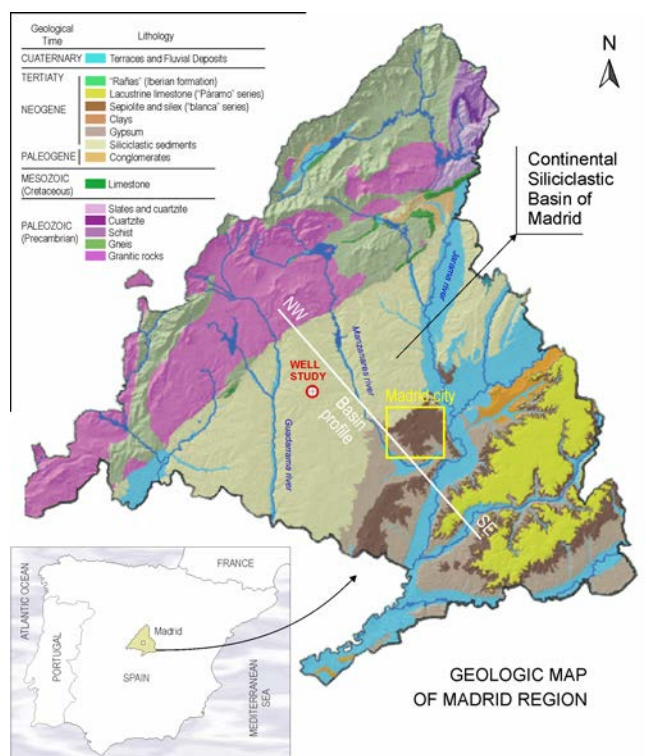 Geological
Time
Lithology
CUATERNARY
Terraces and Fluvial Deposits
TERTIATY
"Rañas" (Iberian formation)
Lacustrine limestone ("Páramo" series)
NEOGENE
Sepiolite and silex ("blanca" series)
Clays
Gypsum
Siliciclastic sediments
PALEOGENE
Conglomerates
MESOZOIC
(Cretaceous)
Limestone
PALEOZOIC
(Precambrian)
Slates and cuartzite
Cuartzite
Schist
Gneis
Grantic rocks
N
Continental
Siliciclastic
Basin of
Madrid
Jarama river
NW
Manzanares river
WELL
STUDY
Madrid city
Basin
profile
Guadarrama river
SE
ATLANTIC OCEAN
FRANCE
PORTUGAL
Madrid
SPAIN
MEDITERRANEAN
SEA
GEOLOGIC MAP
OF MADRID REGION